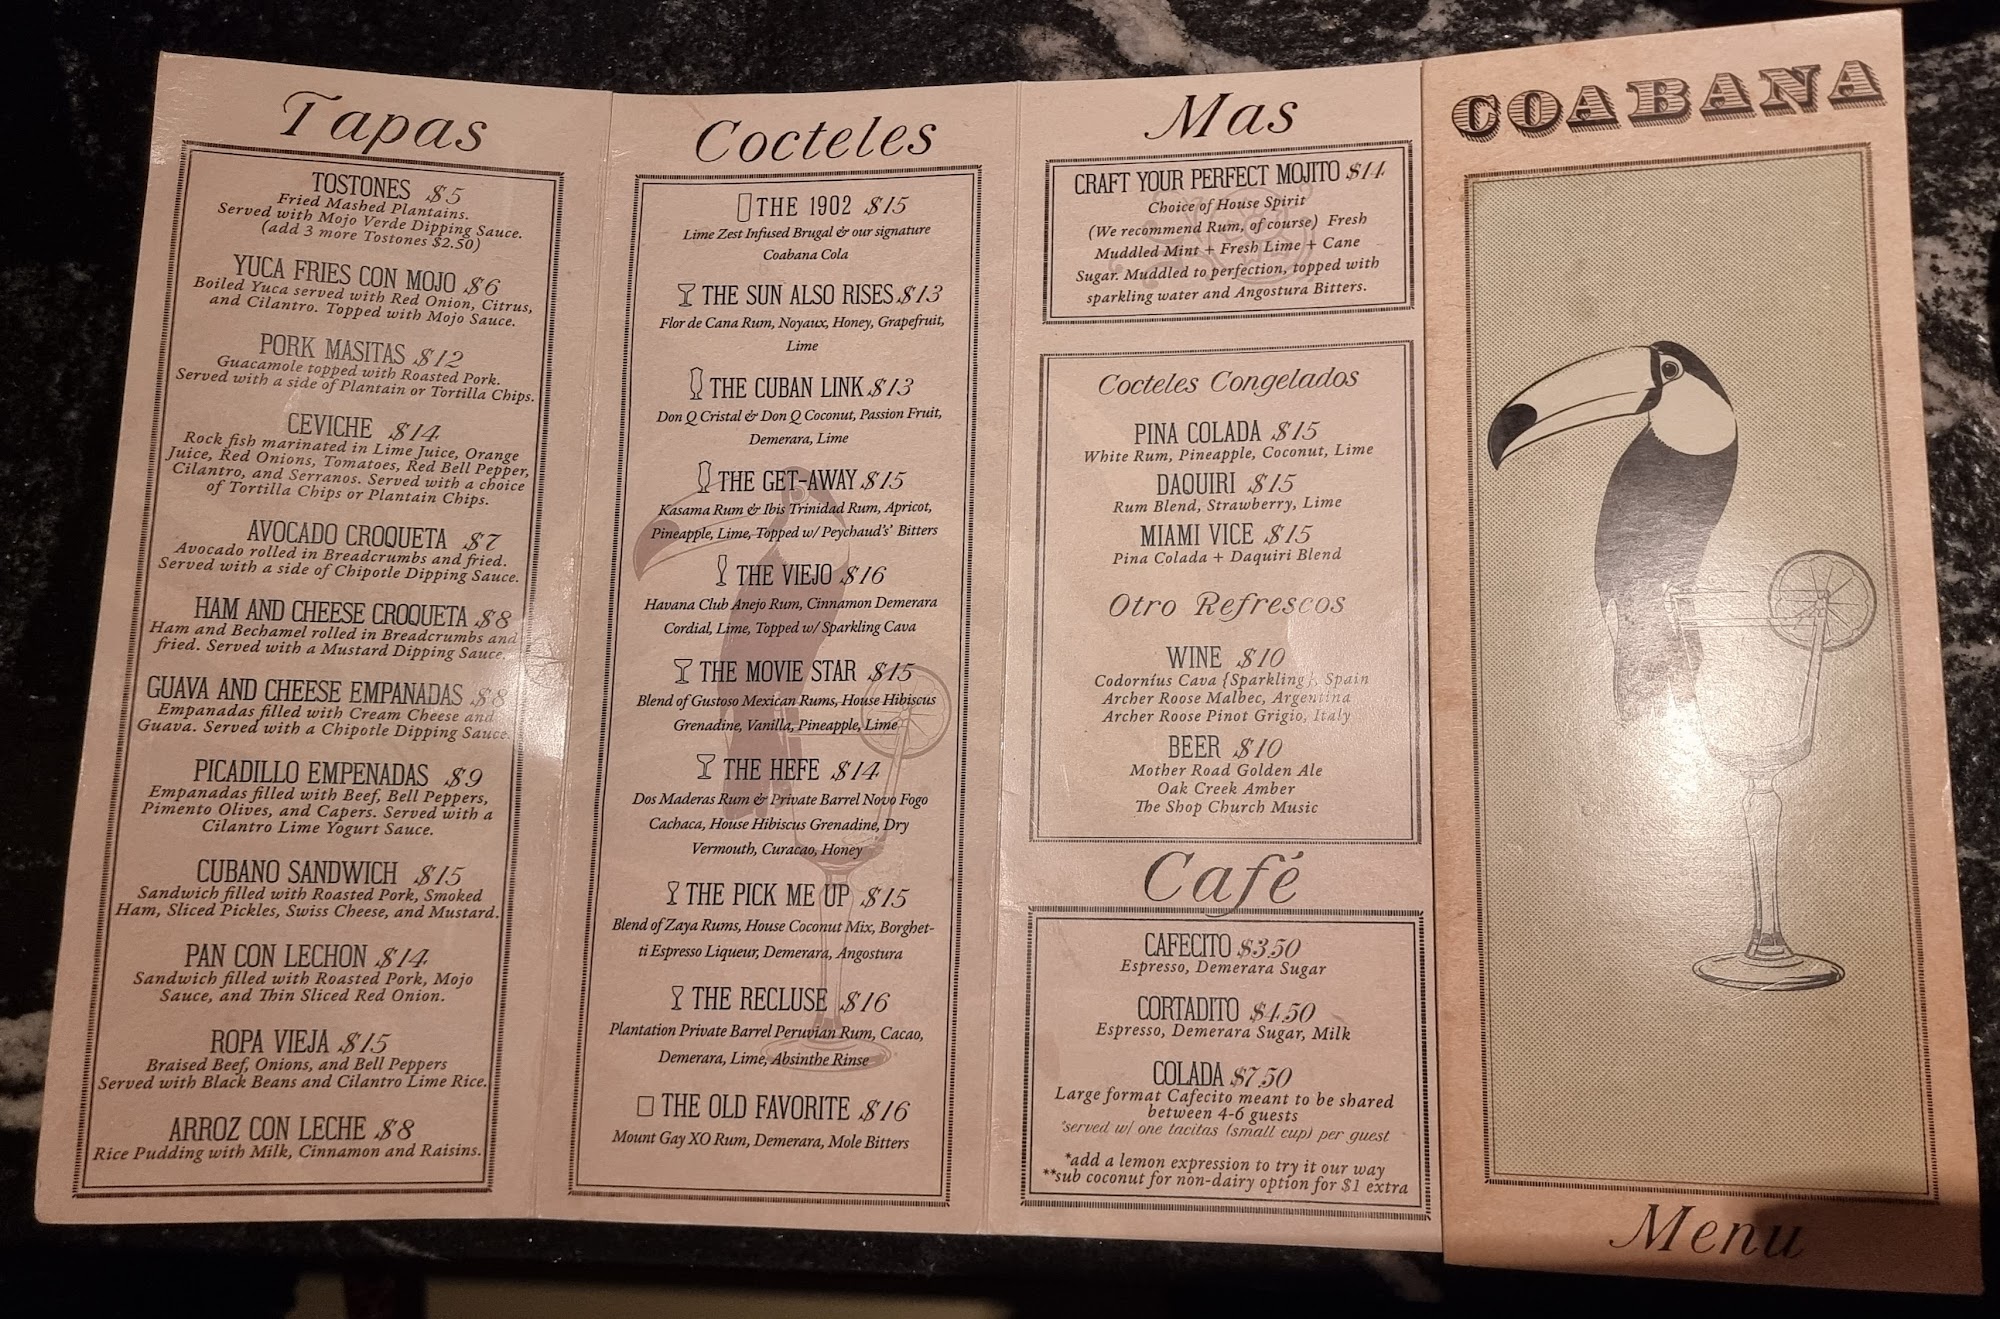 Tapas
TOSTONES $5
Fried Mashed Plantains.
Served with Mojo Verde Dipping Sauce.
(add 3 more Tostones $2.50)
YUCA FRIES CON MOJO $6
Boiled Yuca served with Red Onion, Citrus,
and Cilantro. Topped with Mojo Sauce.
PORK MASITAS $12
Guacamole topped with Roasted Pork.
Served with a side of Plantain or Tortilla Chips.
CEVICHE $14
Rock fish marinated in Lime Juice, Orange
Juice, Red Onions, Tomatoes, Red Bell Pepper,
Cilantro, and Serranos. Served with a choice
of Tortilla Chips or Plantain Chips.
AVOCADO CROQUETA $7
Avocado rolled in Breadcrumbs and fried.
Served with a side of Chipotle Dipping Sauce.
HAM AND CHEESE CROQUETA $8
Ham and Bechamel rolled in Breadcrumbs and
fried. Served with a Mustard Dipping Sauce.
GUAVA AND CHEESE EMPANADAS $8
Empanadas filled with Cream Cheese and
Guava. Served with a Chipotle Dipping Sauce.
PICADILLO EMPENADAS $9
Empanadas filled with Beef, Bell Peppers,
Pimento Olives, and Capers. Served with a
Cilantro Lime Yogurt Sauce.
CUBANO SANDWICH $15
Sandwich filled with Roasted Pork, Smoked
Ham, Sliced Pickles, Swiss Cheese, and Mustard.
PAN CON LECHON $14
Sandwich filled with Roasted Pork, Mojo
Sauce, and Thin Sliced Red Onion.
ROPA VIEJA $15
Braised Beef, Onions, and Bell Peppers
Served with Black Beans and Cilantro Lime Rice.
ARROZ CON LECHE $8
Rice Pudding with Milk, Cinnamon and Raisins.
Cocteles
THE 1902 $15
Lime Zest Infused Brugal & our signature
Coabana Cola
THE SUN ALSO RISES $13
Flor de Cana Rum, Noyaux, Honey, Grapefruit,
Lime
THE CUBAN LINK $13
Don Q Cristal & Don Q Coconut, Passion Fruit,
Demerara, Lime
THE GET-AWAY $15
Kasama Rum & Ibis Trinidad Rum, Apricot,
Pineapple, Lime, Topped w/ Peychaud's' Bitters
THE VIEJO $16
Havana Club Anejo Rum, Cinnamon Demerara
Cordial, Lime, Topped w/ Sparkling Cava
THE MOVIE STAR $15
Blend of Gustoso Mexican Rums, House Hibiscus
Grenadine, Vanilla, Pineapple, Lime
THE HEFE $14
Dos Maderas Rum & Private Barrel Novo Fogo
Cachaca, House Hibiscus Grenadine, Dry
Vermouth, Curacao, Honey
THE PICK ME UP $15
Blend of Zaya Rums, House Coconut Mix, Borghet-
ti Espresso Liqueur, Demerara, Angostura
THE RECLUSE $16
Plantation Private Barrel Peruvian Rum, Cacao,
Demerara, Lime, Absinthe Rinse
THE OLD FAVORITE $16
Mount Gay XO Rum, Demerara, Mole Bitters
Mas
CRAFT YOUR PERFECT MOJITO $14
Choice of House Spirit
(We recommend Rum, of course) Fresh
Muddled Mint + Fresh Lime + Cane
Sugar. Muddled to perfection, topped with
sparkling water and Angostura Bitters.
Cocteles Congelados
PINA COLADA $15
White Rum, Pineapple, Coconut, Lime
DAQUIRI $15
Rum Blend, Strawberry, Lime
MIAMI VICE $15
Pina Colada + Daquiri Blend
Otro Refrescos
WINE $10
Codorníus Cava {Sparkling}, Spain
Archer Roose Malbec, Argentina
Archer Roose Pinot Grigio, Italy
BEER $10
Mother Road Golden Ale
Oak Creek Amber
The Shop Church Music
Café
CAFECITO $3.50
Espresso, Demerara Sugar
CORTADITO $4.50
Espresso, Demerara Sugar, Milk
COLADA $7.50
Large format Cafecito meant to be shared
between 4-6 guests
*served w/ one tacitas (small cup) per guest
*add a lemon expression to try it our way
**sub coconut for non-dairy option for $1 extra
COABANA
Menu